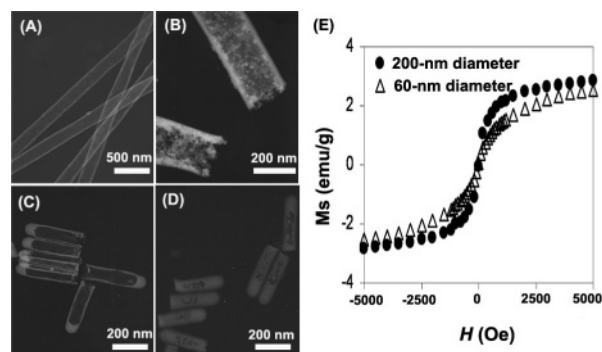 (A)
500 nm
(B)
200 nm
(C)
200 nm
(D)
200 nm
(E)
200-nm diameter
60-nm diameter
Ms (emu/g)
4
2
0
-2
-4
-5000
-2500
0
2500
5000
H (Oe)